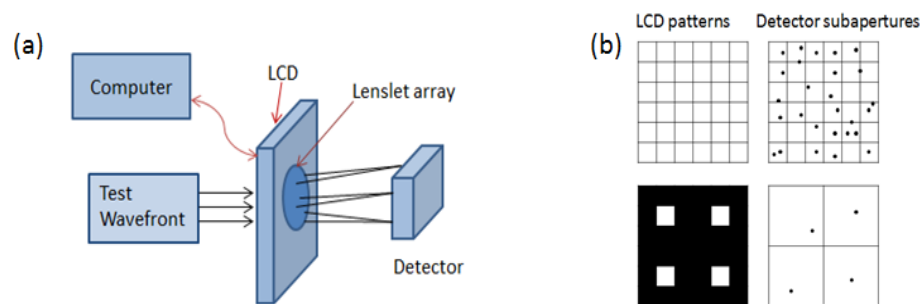 (a)
Computer
LCD
Lenslet array
Test
Wavefront
Detector
(b)
LCD patterns
Detector subapertures